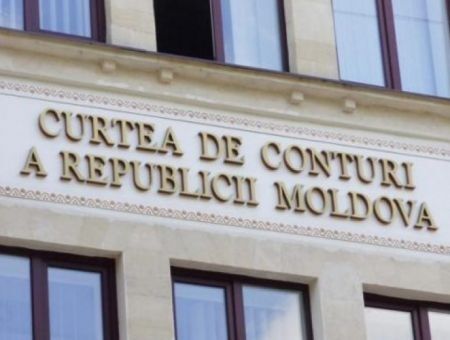 CURTEA DE CONTURI
A REPUBLICII MOLDOVA